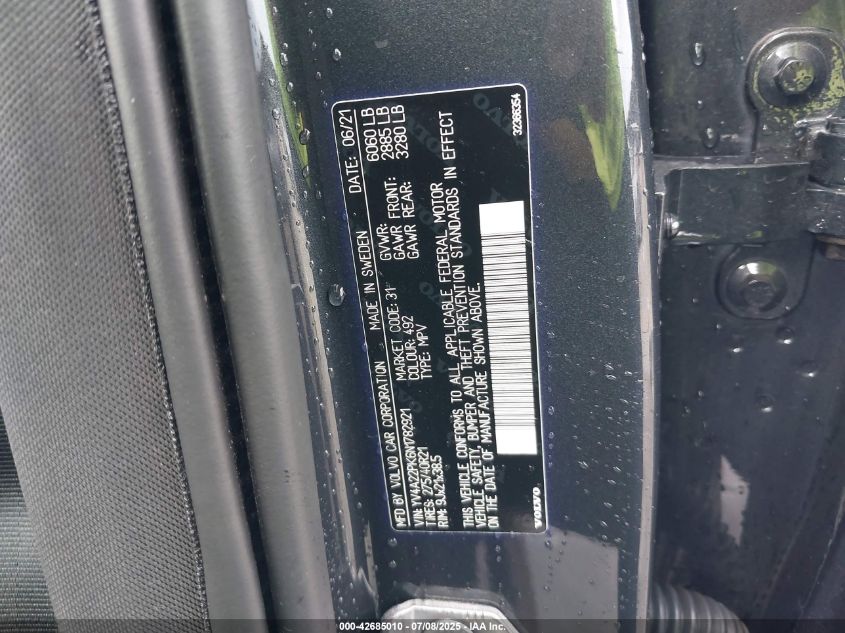 MFD BY VOLVO CAR CORPORATION MADE IN SWEDEN DATE: 06/21
VIN: YV4A22PK6N1782921 MARKET CODE: 31 GVWR: 6060 LB
TIRES: 275/40R21 COLOUR: 492 GAWR FRONT: 2885 LB
RIM: 9Jx21x38.5 TYPE: MPV GAWR REAR: 3280 LB
THIS VEHICLE CONFORMS TO ALL APPLICABLE FEDERAL MOTOR
VEHICLE SAFETY, BUMPER AND THEFT PREVENTION STANDARDS IN EFFECT
ON THE DATE OF MANUFACTURE SHOWN ABOVE.
VOLVO 32366354
000-42685010 - 07/08/2025 - IAA Inc.